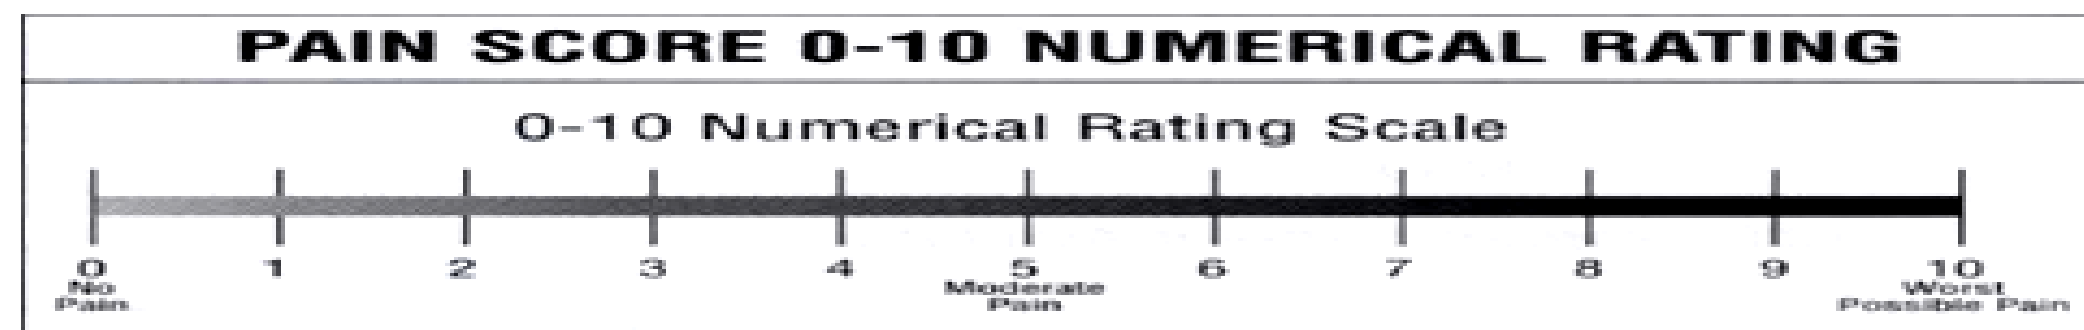 PAIN SCORE 0-10 NUMERICAL RATING
0-10 Numerical Rating Scale
0 1 2 3 4 5 6 7 8 9 10
No Moderate Worst
Pain Pain Possible Pain